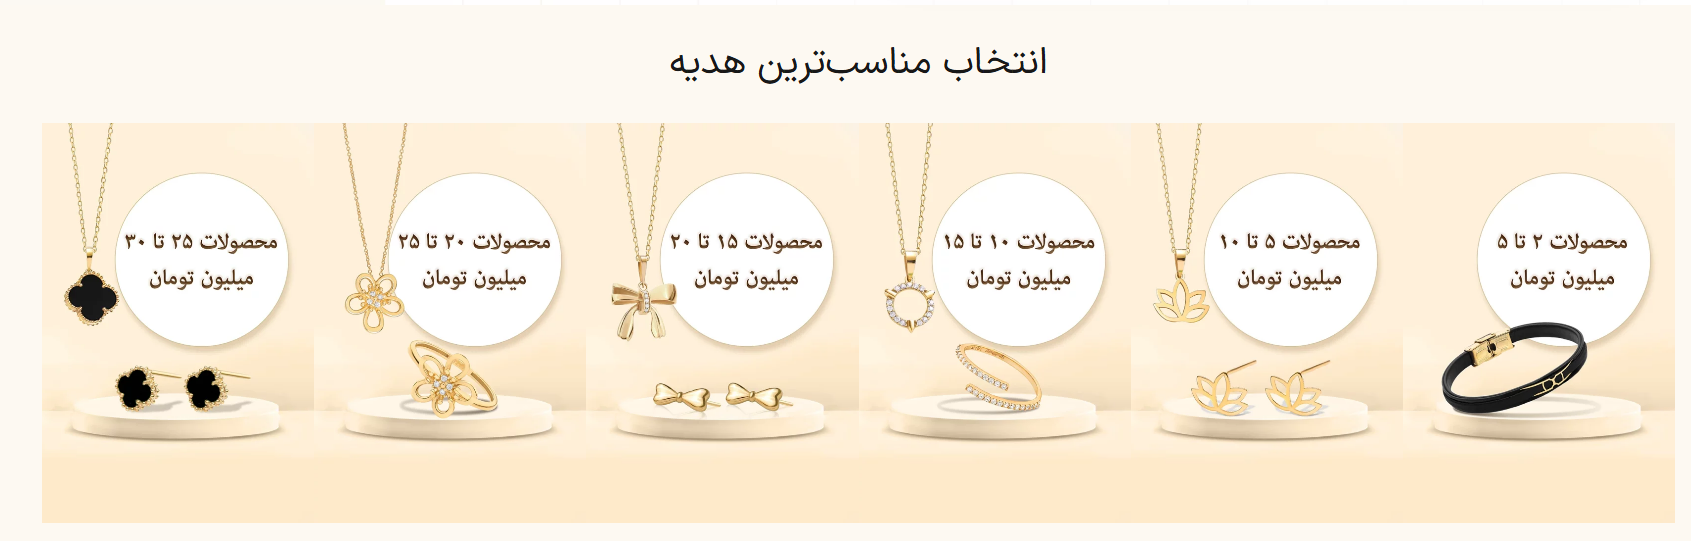 انتخاب مناسب‌ترین هدیه
محصولات ۲ تا ۵
میلیون تومان
محصولات ۵ تا ۱۰
میلیون تومان
محصولات ۱۰ تا ۱۵
میلیون تومان
محصولات ۱۵ تا ۲۰
میلیون تومان
محصولات ۲۰ تا ۲۵
میلیون تومان
محصولات ۲۵ تا ۳۰
میلیون تومان